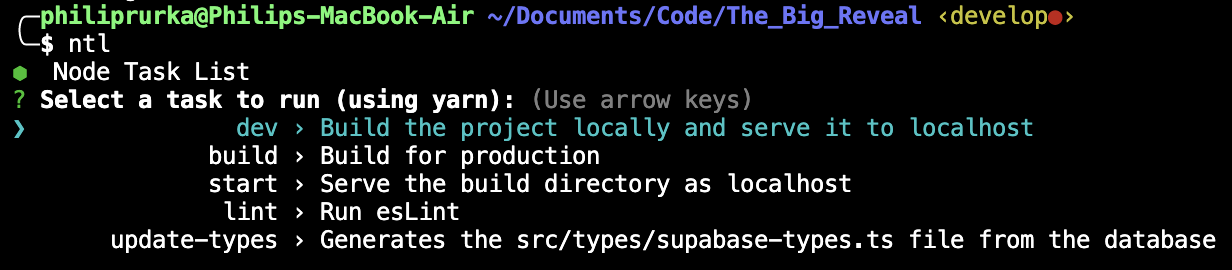 philiprurka@Philips-MacBook-Air ~/Documents/Code/The_Big_Reveal ‹develop●›
$ ntl
⬢ Node Task List
? Select a task to run (using yarn): (Use arrow keys)
❯ dev › Build the project locally and serve it to localhost
build › Build for production
start › Serve the build directory as localhost
lint › Run esLint
update-types › Generates the src/types/supabase-types.ts file from the database